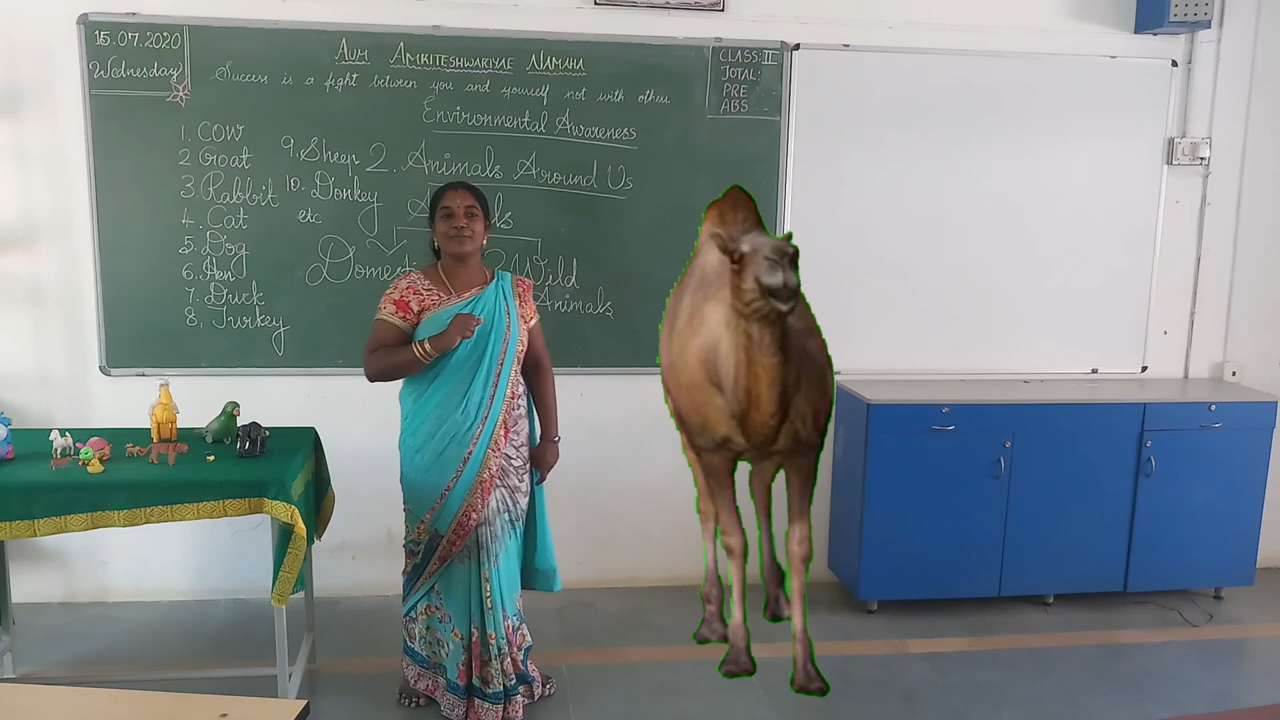 15.07.2020
Wednesday
AUM AMRITESHWARIYAE NAMAHA
Success is a fight between you and yourself not with others.
CLASS: II
TOTAL:
PRE
ABS
Environmental Awareness
2. Animals Around Us
1. COW
2 Goat
3 Rabbit
4. Cat
5. Dog
6. Hen
7. Duck
8. Turkey
9. Sheep
10. Donkey
etc
Wild
Animals